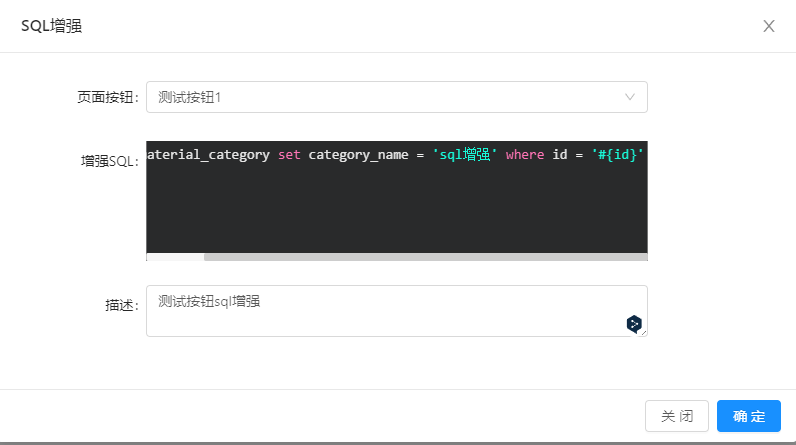 SQL增强
页面按钮: 测试按钮1
增强SQL: aterial_category set category_name = 'sql增强' where id = '#{id}'
描述: 测试按钮sql增强
关 闭 确 定